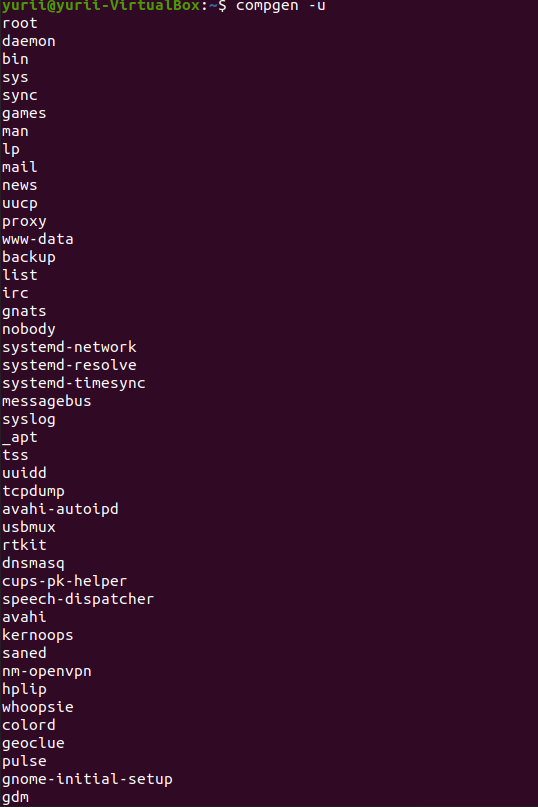 yurii@yurii-VirtualBox:~$ compgen -u
root
daemon
bin
sys
sync
games
man
lp
mail
news
uucp
proxy
www-data
backup
list
irc
gnats
nobody
systemd-network
systemd-resolve
systemd-timesync
messagebus
syslog
_apt
tss
uuidd
tcpdump
avahi-autoipd
usbmux
rtkit
dnsmasq
cups-pk-helper
speech-dispatcher
avahi
kernoops
saned
nm-openvpn
hplip
whoopsie
colord
geoclue
pulse
gnome-initial-setup
gdm